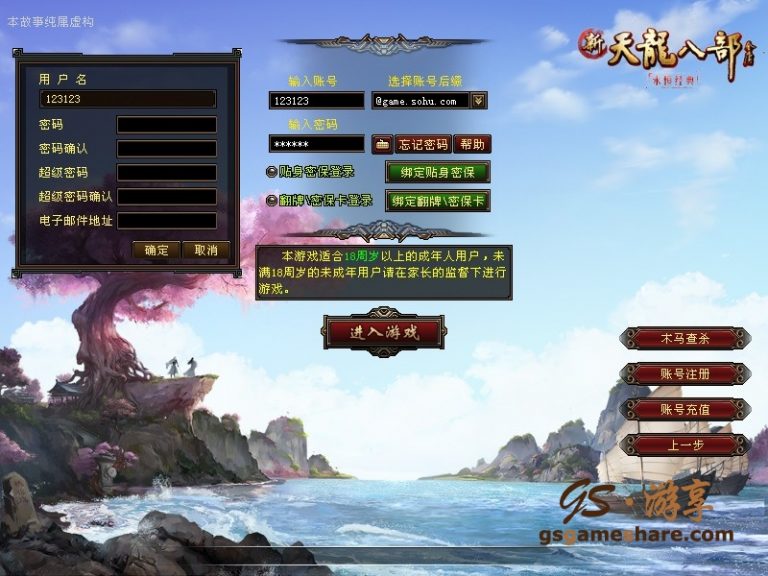 本故事纯属虚构
用户名
123123
密码
密码确认
超级密码
超级密码确认
电子邮件地址
确定 取消
输入账号 选择账号后缀
123123 @game.sohu.com
输入密码
****** 忘记密码 帮助
贴身密保登录 绑定贴身密保
翻牌\密保卡登录 绑定翻牌\密保卡
本游戏适合18周岁以上的成年人用户，未
满18周岁的未成年用户请在家长的监督下进行
游戏。
进入游戏
新天龍八部
永恒经典
木马查杀
账号注册
账号充值
上一步
GS·游享
gsgameshare.com